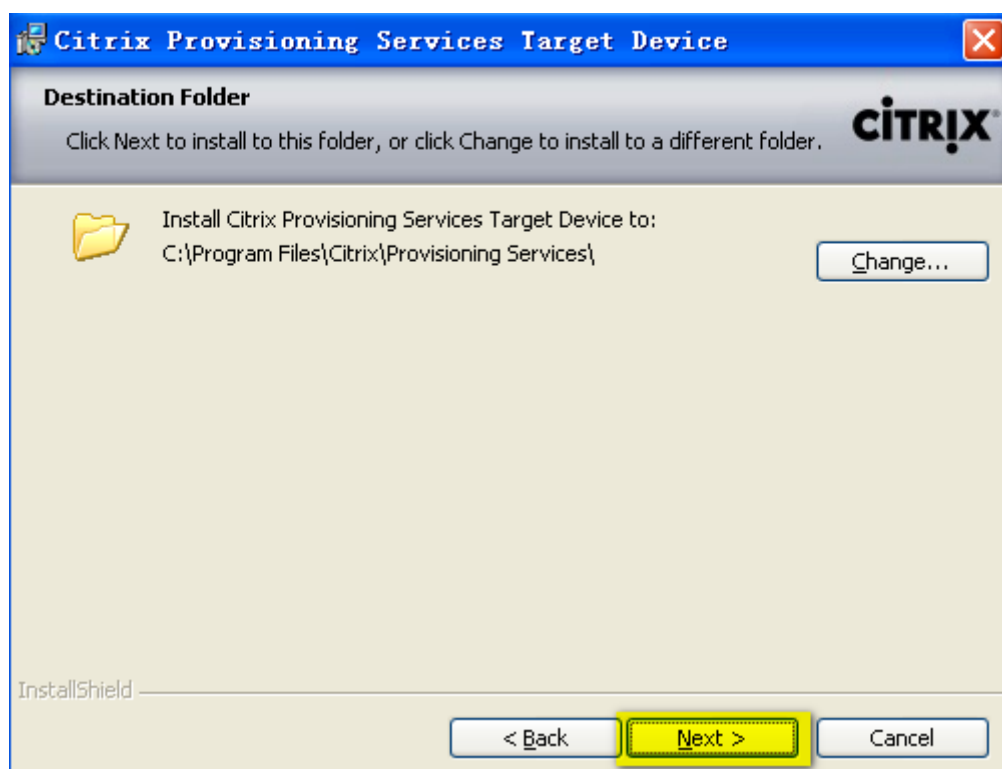 Citrix Provisioning Services Target Device
Destination Folder
Click Next to install to this folder, or click Change to install to a different folder.
CİTRIX
Install Citrix Provisioning Services Target Device to:
C:\Program Files\Citrix\Provisioning Services\
Change...
InstallShield
< Back
Next >
Cancel